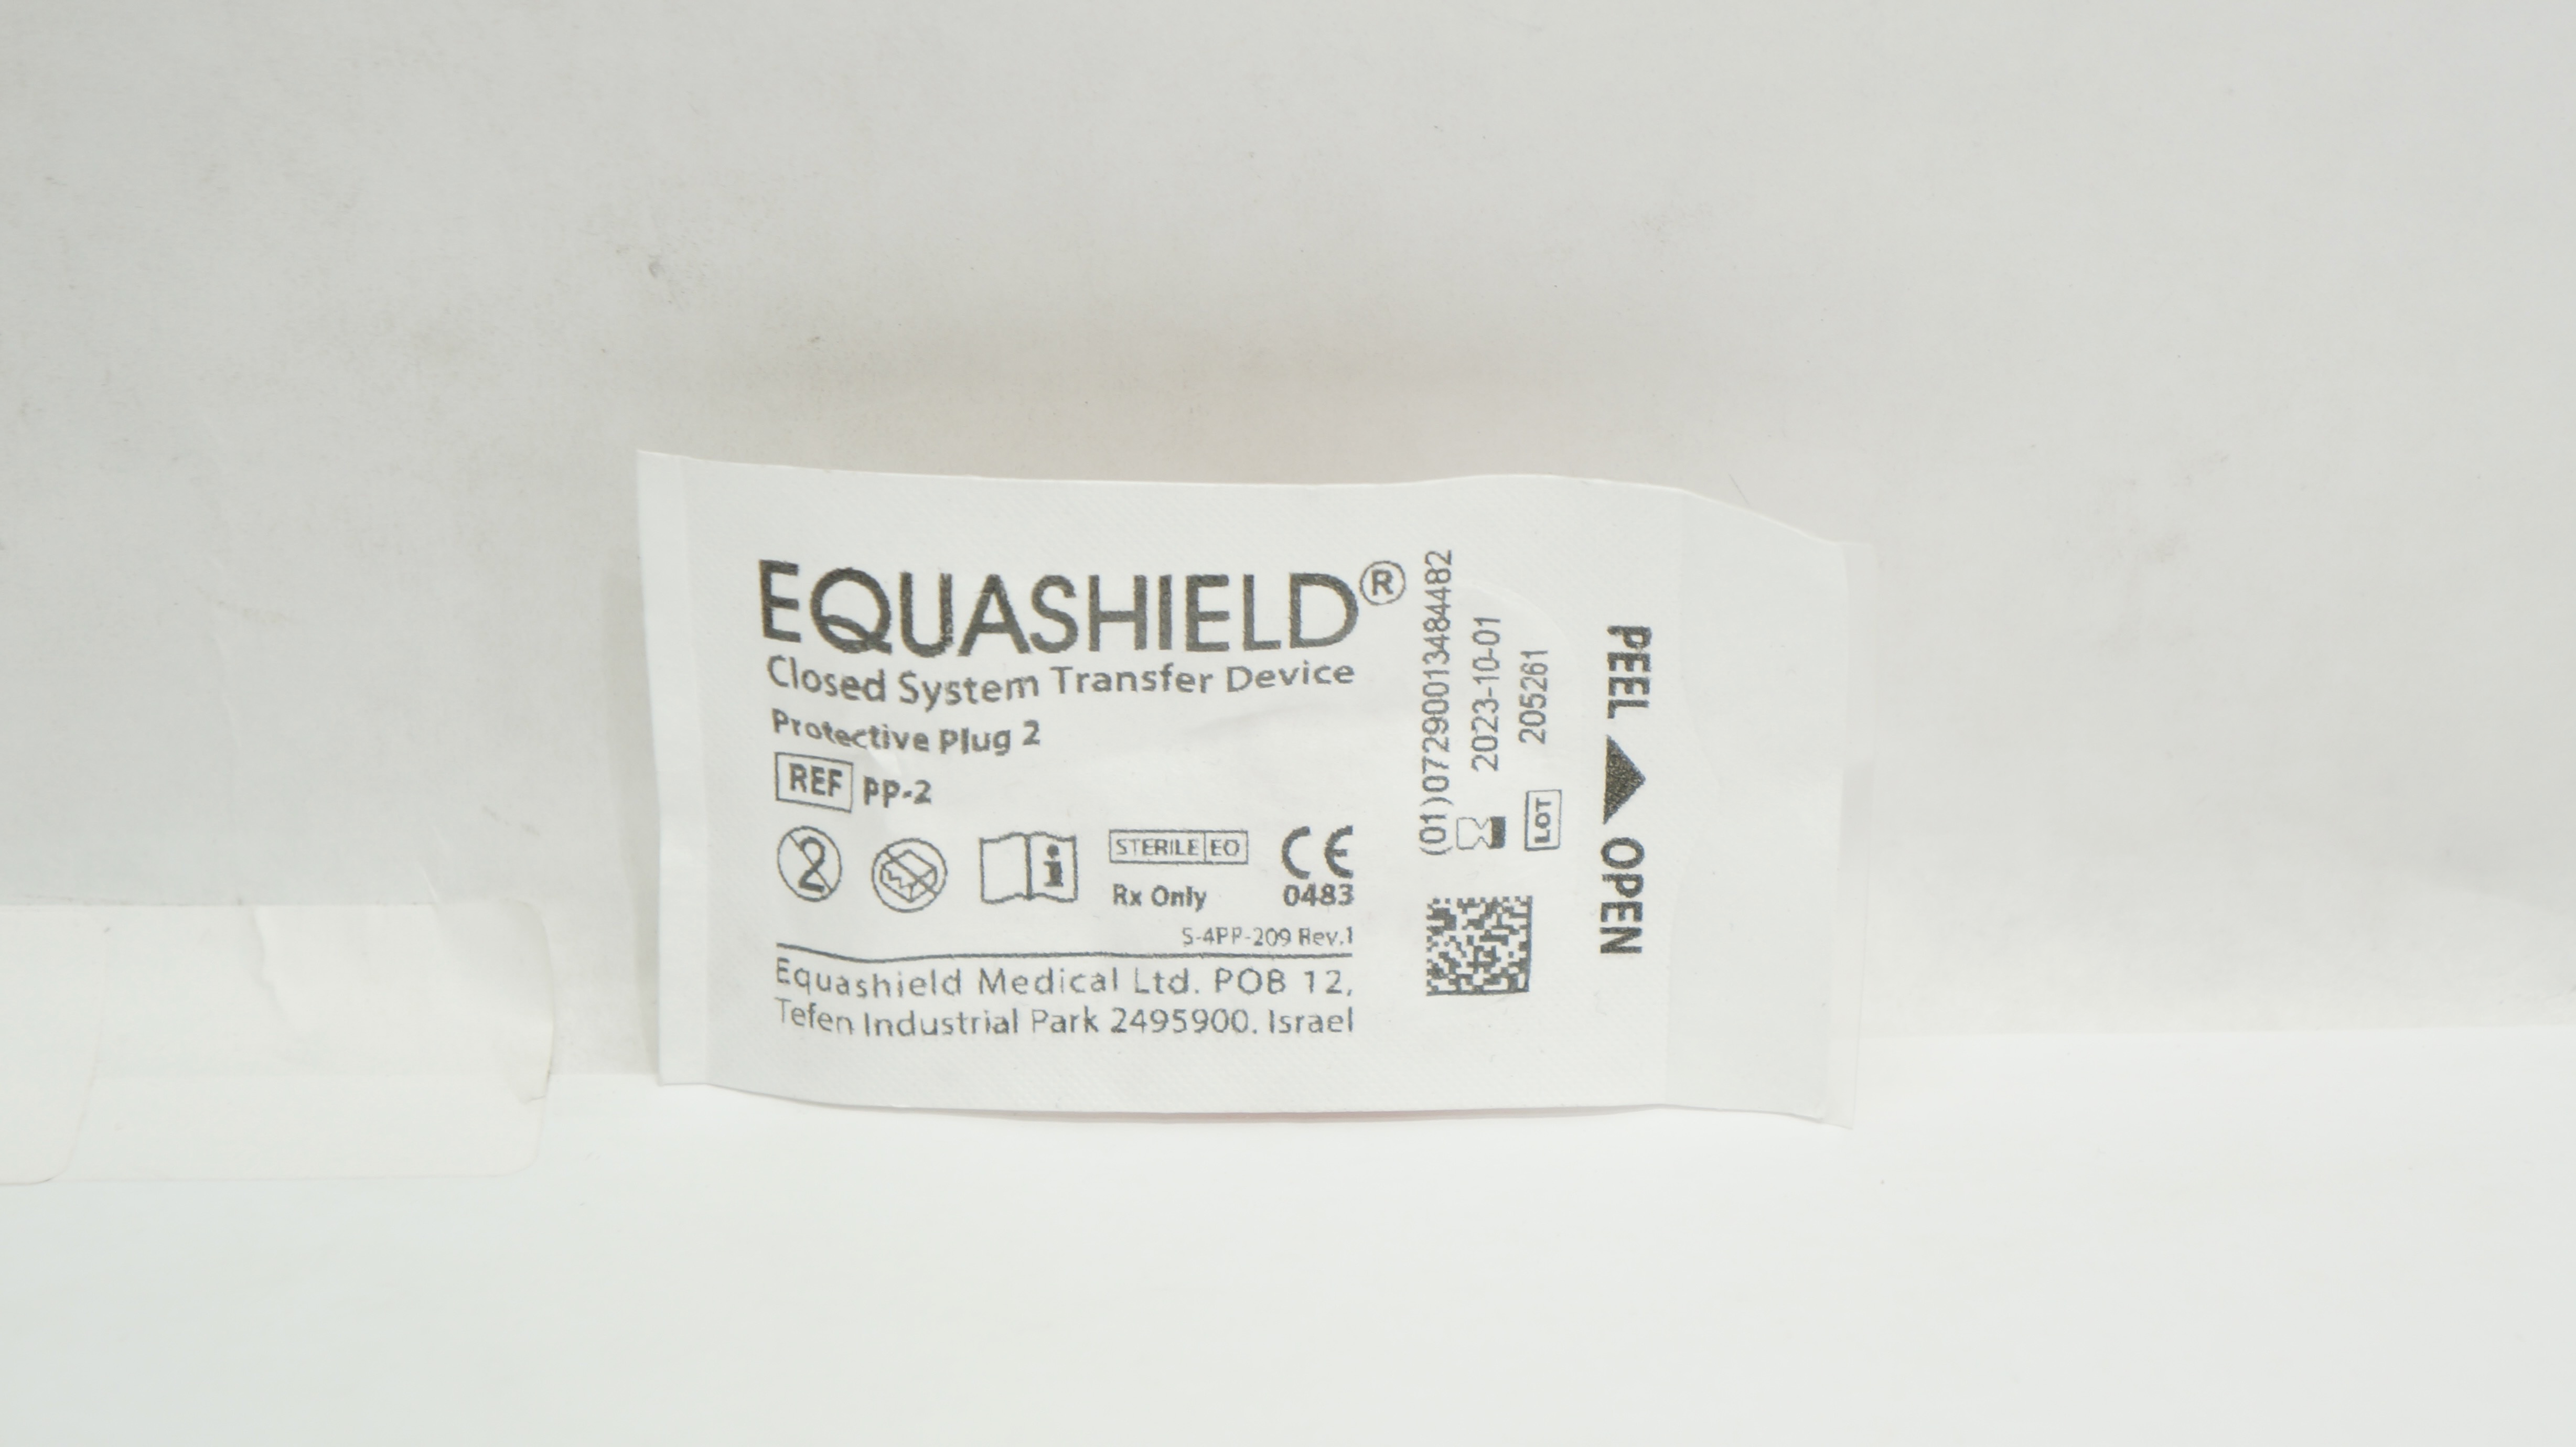 EQUASHIELD®
Closed System Transfer Device
Protective Plug 2
REF PP-2
2
STERILE EO
Rx Only
CE
0483
S-4PP-209 Rev.1
Equashield Medical Ltd. POB 12,
Tefen Industrial Park 2495900. Israel
(01)07290013484482
2023-10-01
LOT 205261
PEEL OPEN